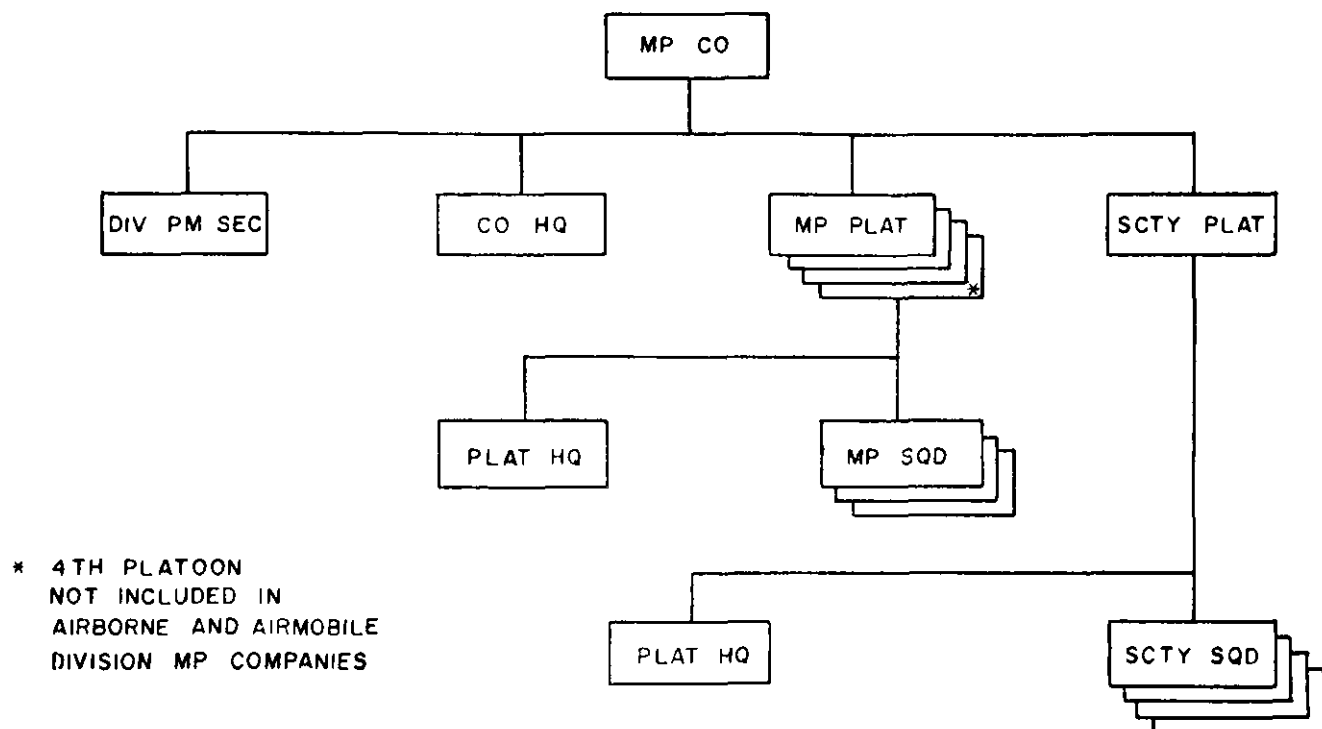 MP CO
DIV PM SEC
CO HQ
MP PLAT
SCTY PLAT
*
PLAT HQ
MP SQD
* 4TH PLATOON
NOT INCLUDED IN
AIRBORNE AND AIRMOBILE
DIVISION MP COMPANIES
PLAT HQ
SCTY SQD